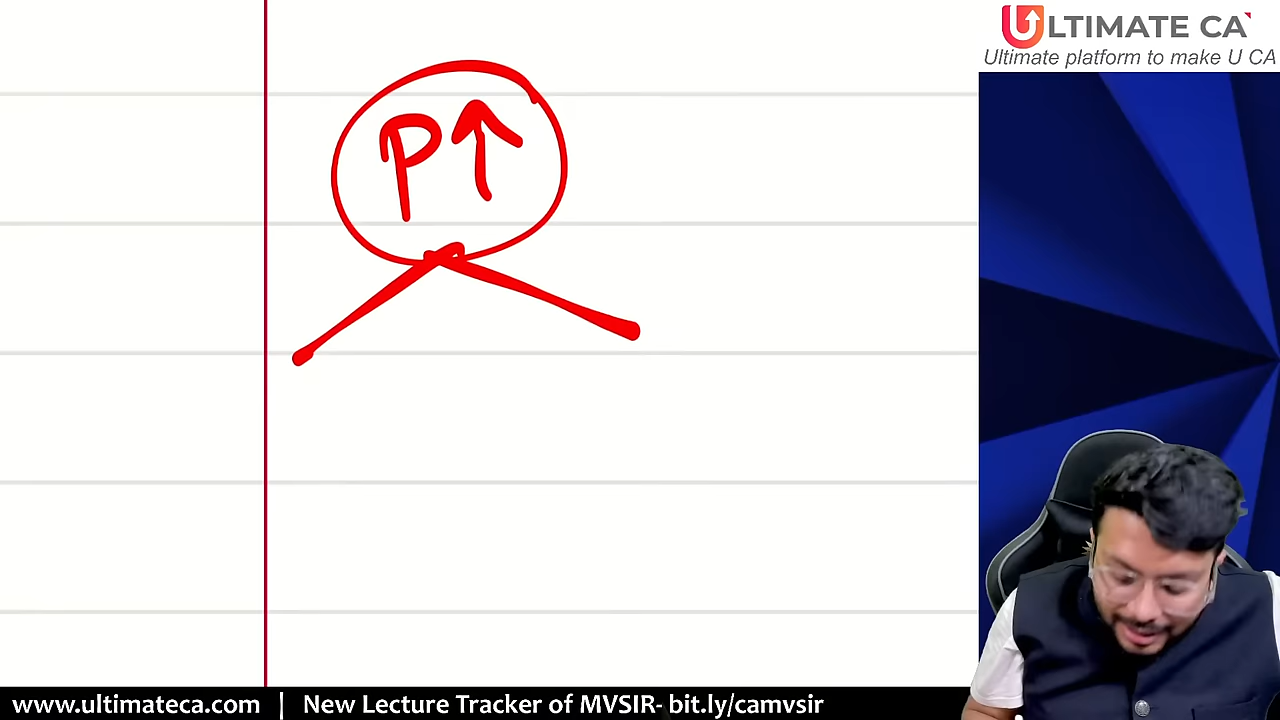 ULTIMATE CA
Ultimate platform to make U CA
P↑
www.ultimateca.com | New Lecture Tracker of MVSIR- bit.ly/camvsir